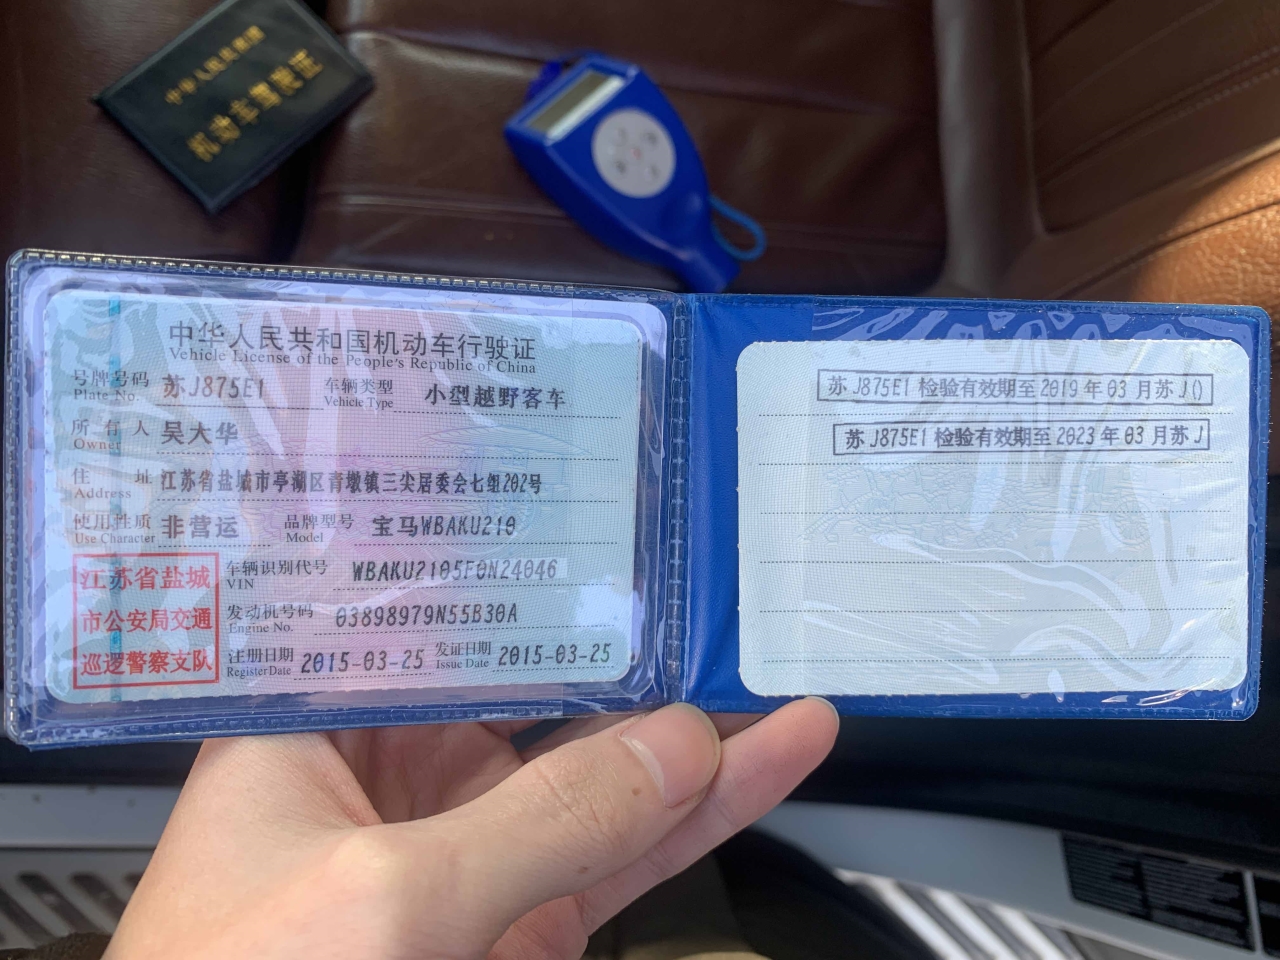 中华人民共和国
机动车驾驶证
中华人民共和国机动车行驶证
Vehicle License of the People's Republic of China
号牌号码 苏J875E1 车辆类型 小型越野客车
Plate No. Vehicle Type
所有人 吴大华
Owner
住址 江苏省盐城市亭湖区青墩镇三尖居委会七组202号
Address
使用性质 非营运 品牌型号 宝马WBAKU210
Use Character Model
江苏省盐城
市公安局交通
巡逻警察支队
车辆识别代号 WBAKU2105F0N24046
VIN
发动机号码 03898979N55B30A
Engine No.
注册日期 2015-03-25 发证日期 2015-03-25
Register Date Issue Date
苏J875E1 检验有效期至2019年03月苏J()
苏J875E1 检验有效期至2023年03月苏J